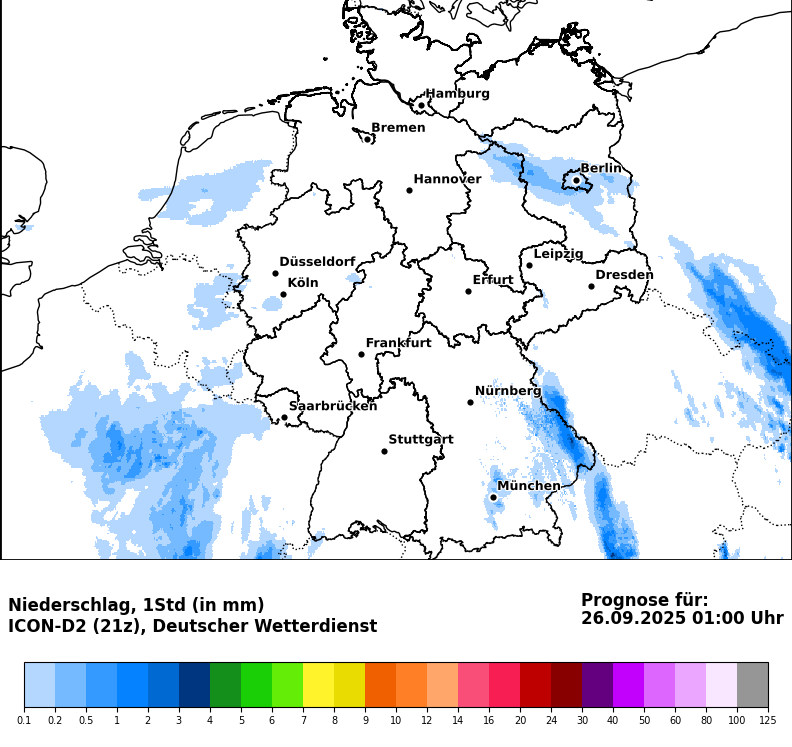 Hamburg
Bremen
Berlin
Hannover
Leipzig
Düsseldorf
Köln
Erfurt
Dresden
Frankfurt
Nürnberg
Saarbrücken
Stuttgart
München
Niederschlag, 1Std (in mm)
ICON-D2 (21z), Deutscher Wetterdienst
Prognose für:
26.09.2025 01:00 Uhr
0.1 0.2 0.5 1 2 3 4 5 6 7 8 9 10 12 14 16 20 24 30 40 50 60 80 100 125